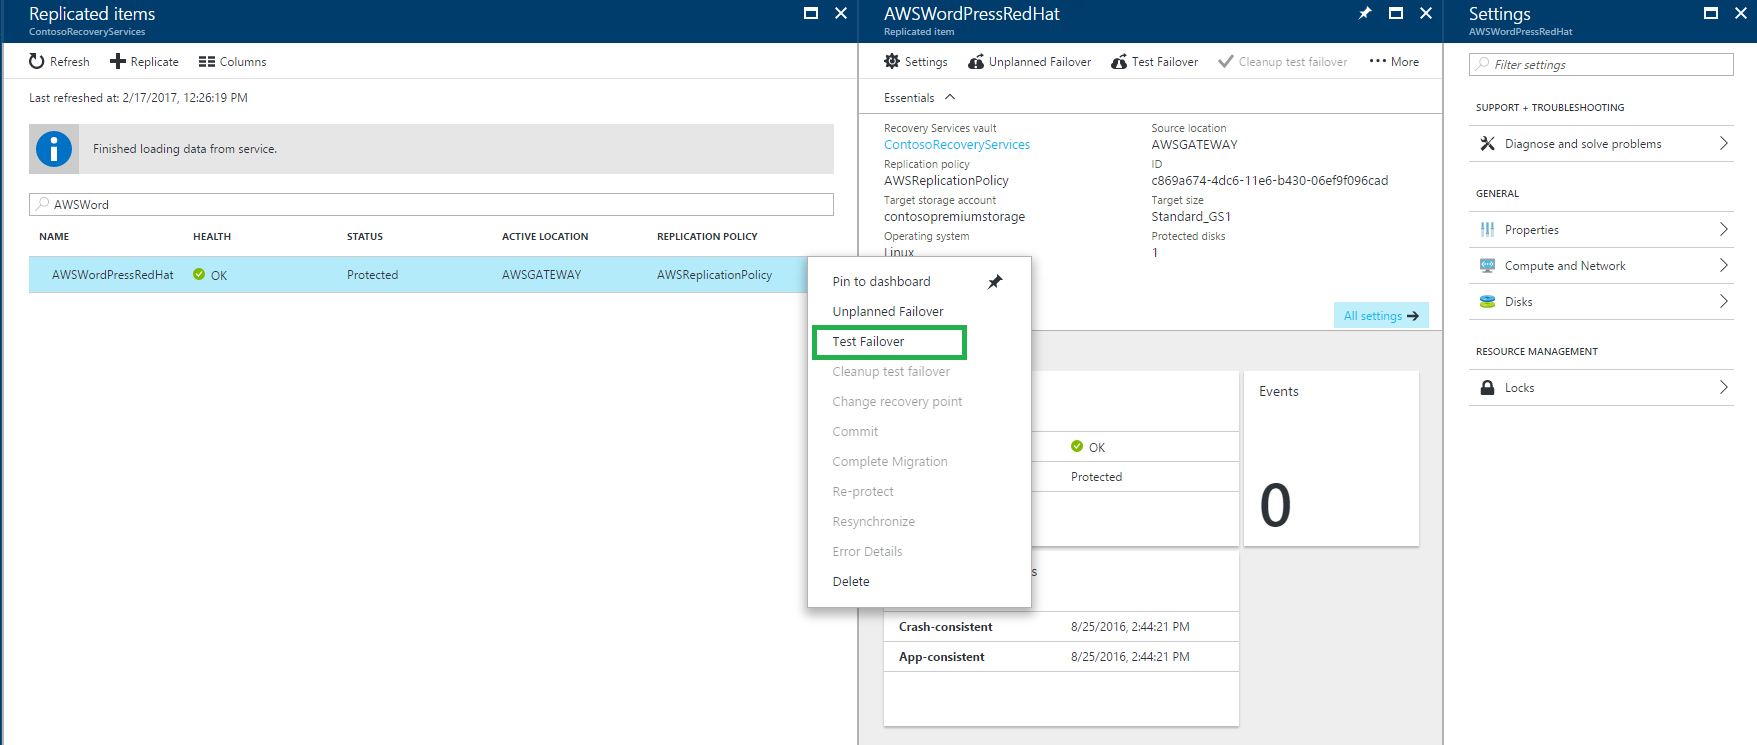 Replicated items
ContosoRecoveryServices
Refresh
Replicate
Columns
Last refreshed at: 2/17/2017, 12:26:19 PM
Finished loading data from service.
AWSWord
NAME HEALTH STATUS ACTIVE LOCATION REPLICATION POLICY
AWSWordPressRedHat OK Protected AWSGATEWAY AWSReplicationPolicy
Pin to dashboard
Unplanned Failover
Test Failover
Cleanup test failover
Change recovery point
Commit
Complete Migration
Re-protect
Resynchronize
Error Details
Delete
AWSWordPressRedHat
Replicated item
Settings
Unplanned Failover
Test Failover
Cleanup test failover
More
Essentials
Recovery Services vault
ContosoRecoveryServices
Replication policy
AWSReplicationPolicy
Target storage account
contosopremiumstorage
Operating system
Linux
Source location
AWSGATEWAY
ID
c869a674-4dc6-11e6-b430-06ef9f096cad
Target size
Standard_GS1
Protected disks
1
All settings
OK
Protected
Events
0
s
Crash-consistent 8/25/2016, 2:44:21 PM
App-consistent 8/25/2016, 2:44:21 PM
Settings
AWSWordPressRedHat
Filter settings
SUPPORT + TROUBLESHOOTING
Diagnose and solve problems
GENERAL
Properties
Compute and Network
Disks
RESOURCE MANAGEMENT
Locks